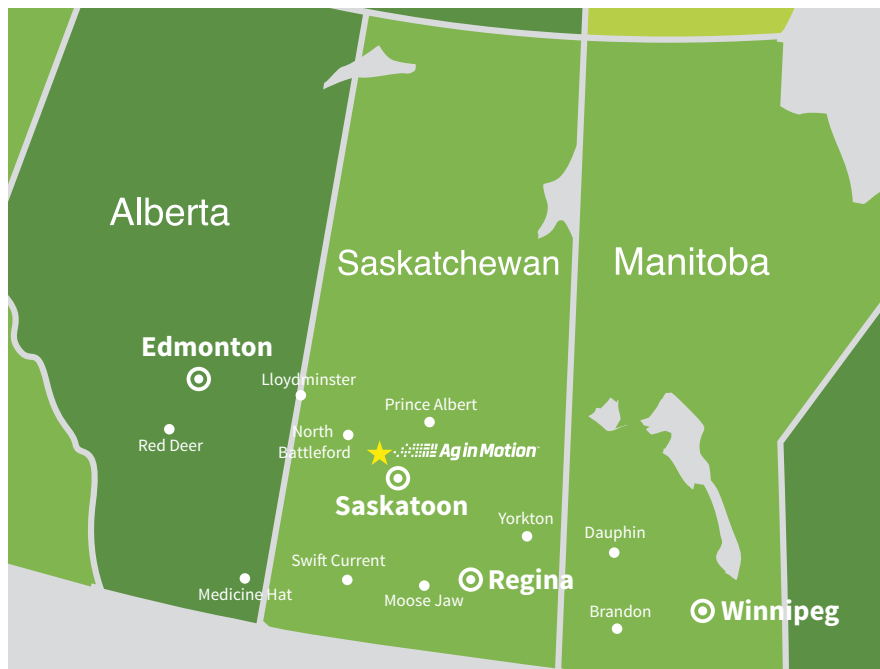 Alberta
Saskatchewan
Manitoba
Edmonton
Lloydminster
Prince Albert
Red Deer
North
Battleford
Ag in Motion
Saskatoon
Yorkton
Dauphin
Swift Current
Regina
Medicine Hat
Moose Jaw
Brandon
Winnipeg